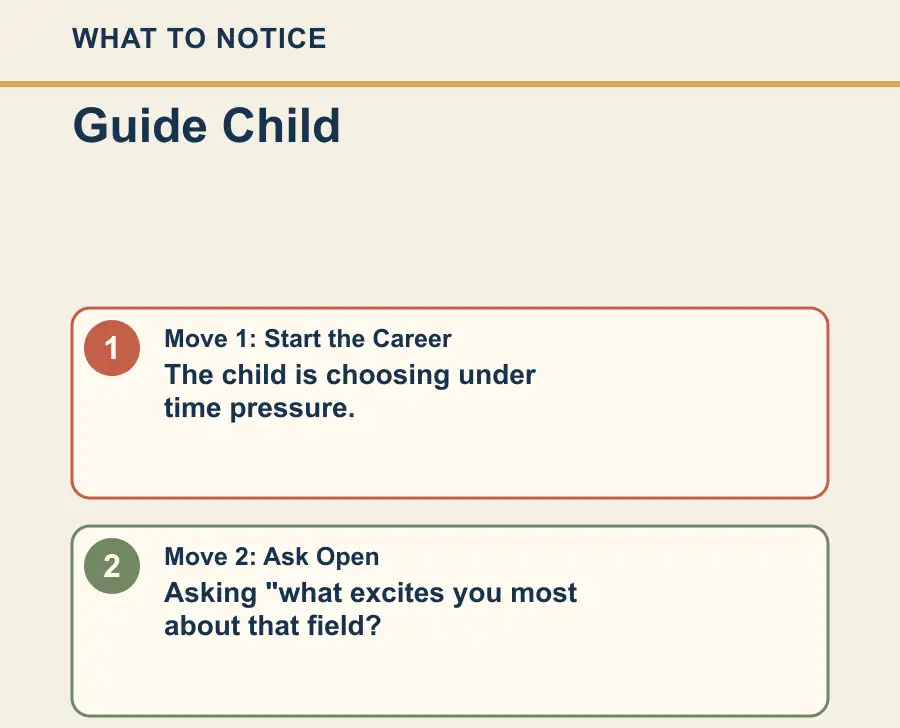 WHAT TO NOTICE
Guide Child
1
Move 1: Start the Career
The child is choosing under
time pressure.
2
Move 2: Ask Open
Asking "what excites you most
about that field?